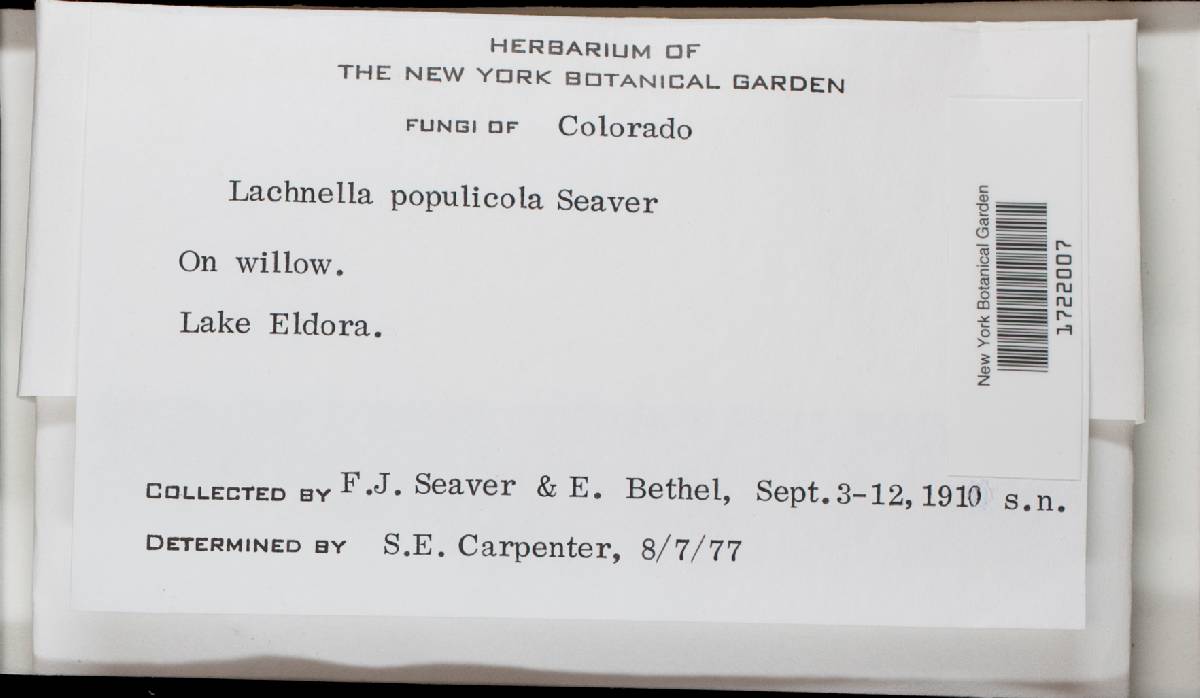 HERBARIUM OF
THE NEW YORK BOTANICAL GARDEN
FUNGI OF Colorado
Lachnella populicola Seaver
On willow.
Lake Eldora.
COLLECTED BY F.J. Seaver & E. Bethel, Sept.3-12,1910 s.n.
DETERMINED BY S.E. Carpenter, 8/7/77
New York Botanical Garden
1722007